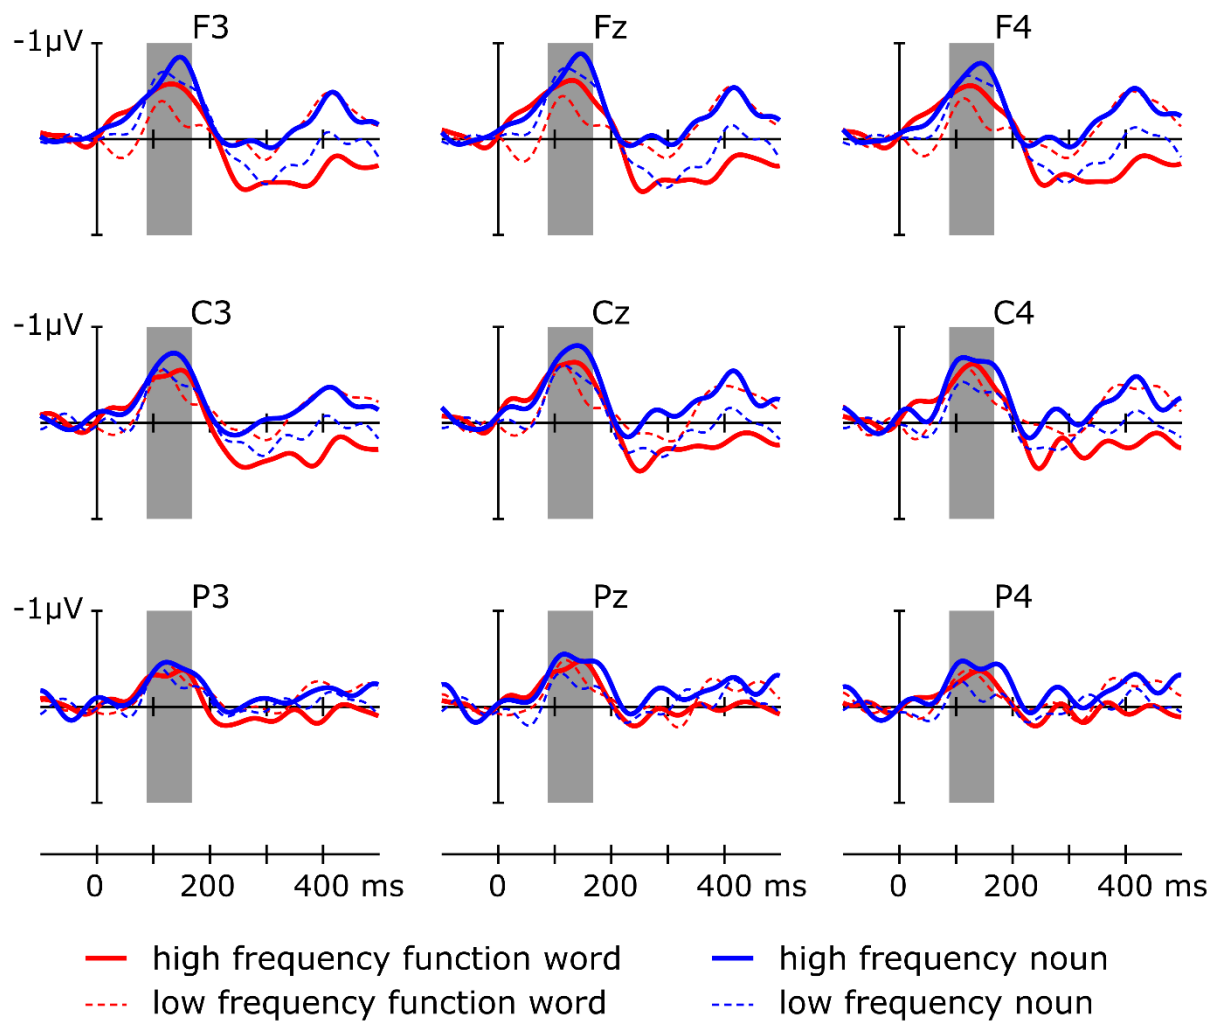 F3 Fz F4
-1µV
C3 Cz C4
-1µV
P3 Pz P4
-1µV
0 200 400 ms 0 200 400 ms 0 200 400 ms
high frequency function word high frequency noun
low frequency function word low frequency noun